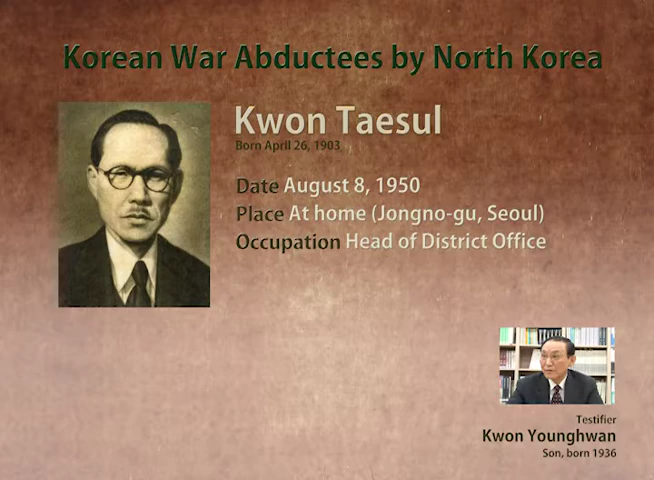 Korean War Abductees by North Korea
Kwon Taesul
Born April 26, 1903
Date August 8, 1950
Place At home (Jongno-gu, Seoul)
Occupation Head of District Office
Testifier
Kwon Younghwan
Son, born 1936